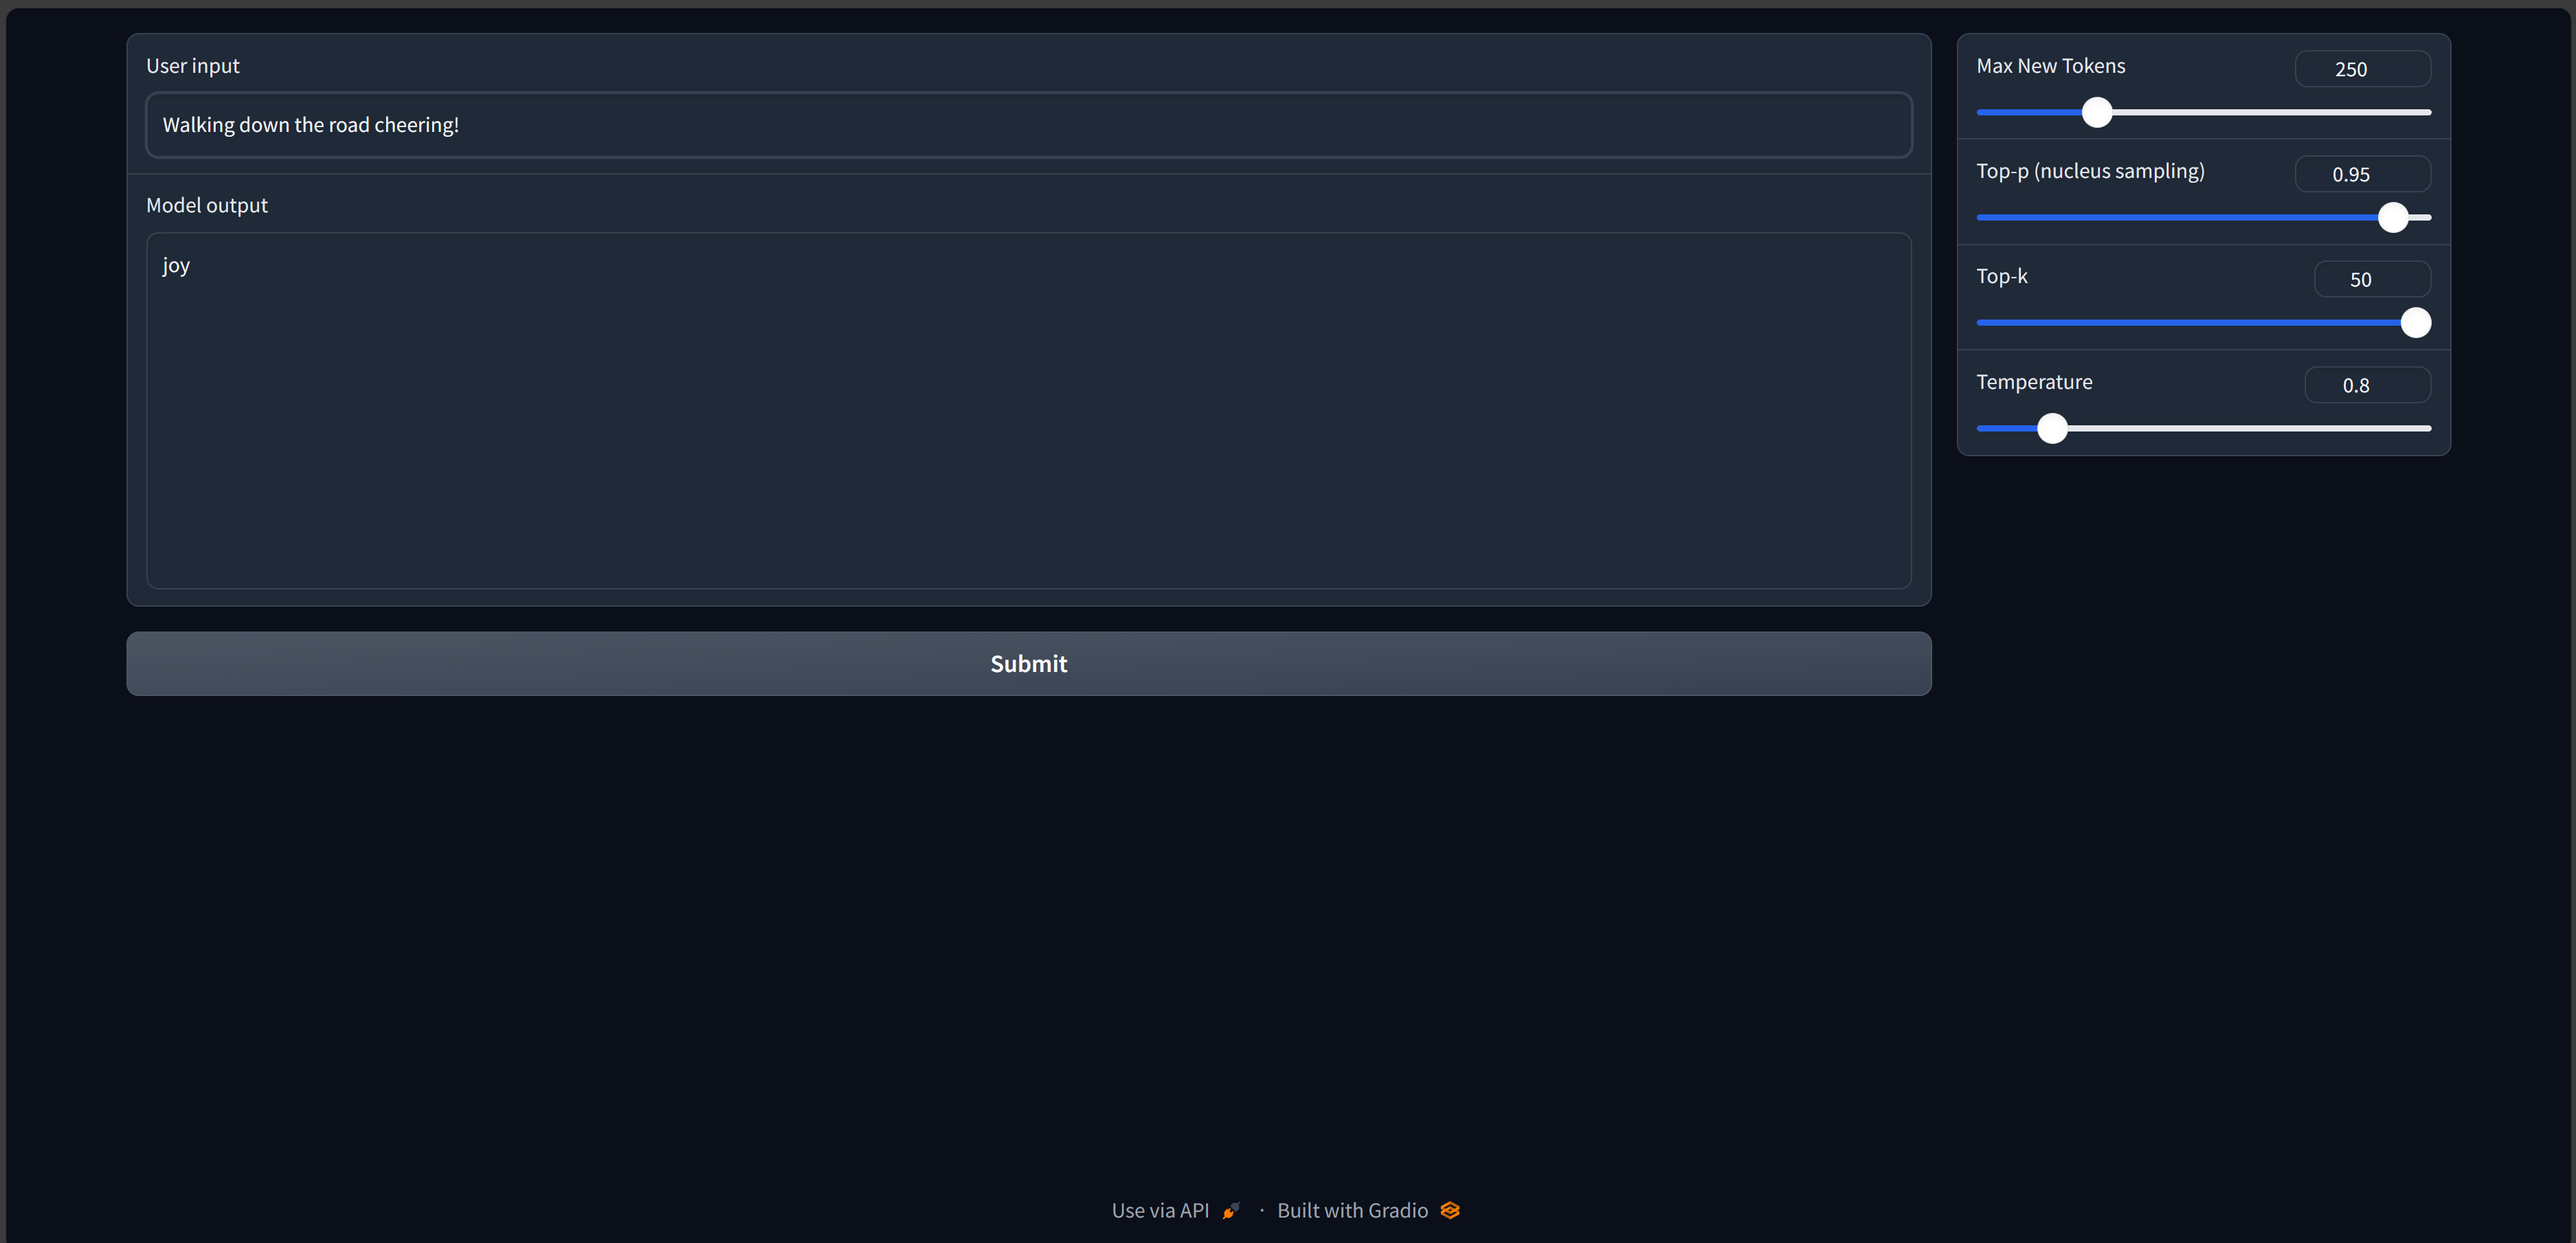 User input
Walking down the road cheering!
Model output
joy
Submit
Max New Tokens
250
Top-p (nucleus sampling)
0.95
Top-k
50
Temperature
0.8
Use via API · Built with Gradio